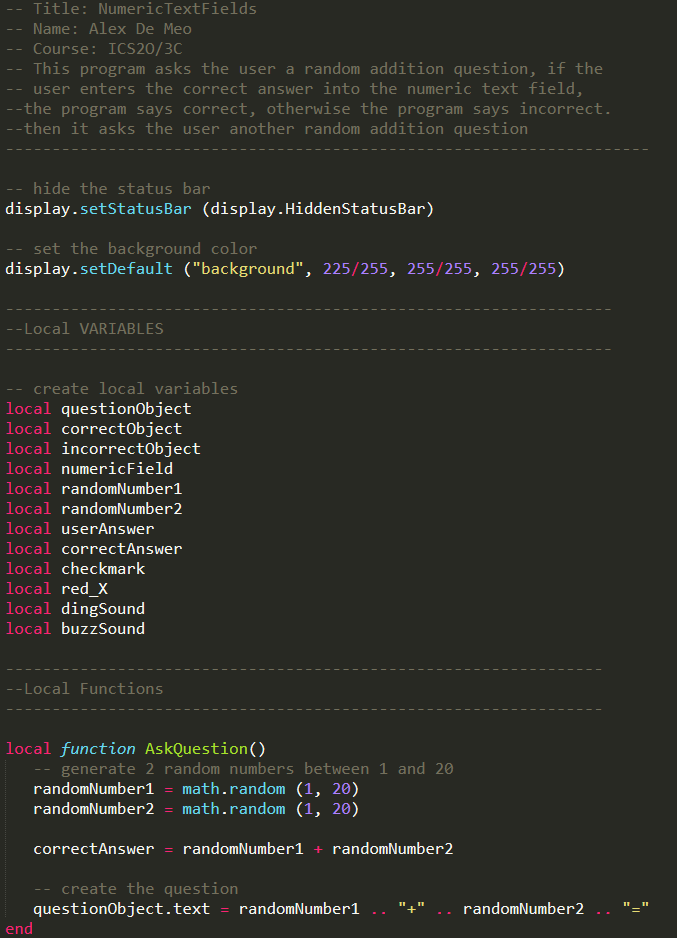 -- Title: NumericTextFields
-- Name: Alex De Meo
-- Course: ICS2O/3C
-- This program asks the user a random addition question, if the
-- user enters the correct answer into the numeric text field,
--the program says correct, otherwise the program says incorrect.
--then it asks the user another random addition question
----------------------------------------------------------------------
-- hide the status bar
display.setStatusBar (display.HiddenStatusBar)
-- set the background color
display.setDefault ("background", 225/255, 255/255, 255/255)
------------------------------------------------------------------
--Local VARIABLES
------------------------------------------------------------------
-- create local variables
local questionObject
local correctObject
local incorrectObject
local numericField
local randomNumber1
local randomNumber2
local userAnswer
local correctAnswer
local checkmark
local red_X
local dingSound
local buzzSound
-----------------------------------------------------------------
--Local Functions
-----------------------------------------------------------------
local function AskQuestion()
   -- generate 2 random numbers between 1 and 20
   randomNumber1 = math.random (1, 20)
   randomNumber2 = math.random (1, 20)
   correctAnswer = randomNumber1 + randomNumber2
   -- create the question
   questionObject.text = randomNumber1 .. "+" .. randomNumber2 .. "="
end